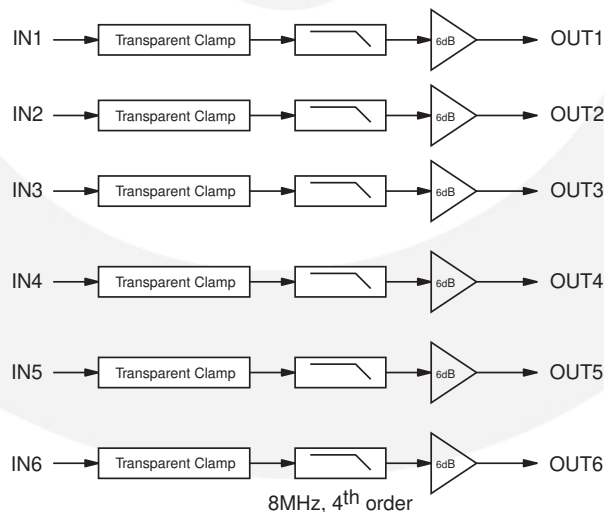 IN1 Transparent Clamp 6dB OUT1
IN2 Transparent Clamp 6dB OUT2
IN3 Transparent Clamp 6dB OUT3
IN4 Transparent Clamp 6dB OUT4
IN5 Transparent Clamp 6dB OUT5
IN6 Transparent Clamp 6dB OUT6
8MHz, 4th order